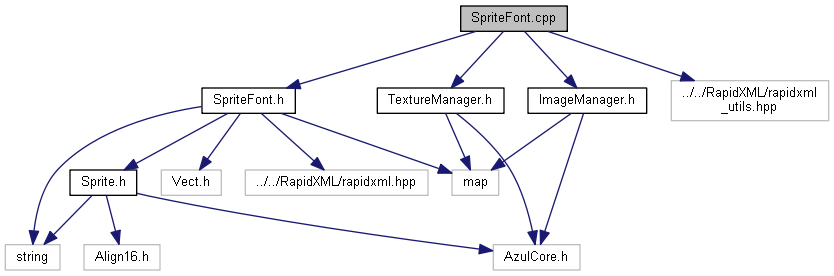 SpriteFont.cpp
SpriteFont.h
TextureManager.h
ImageManager.h
../../RapidXML/rapidxml
_utils.hpp
Sprite.h
Vect.h
../../RapidXML/rapidxml.hpp
map
string
Align16.h
AzulCore.h